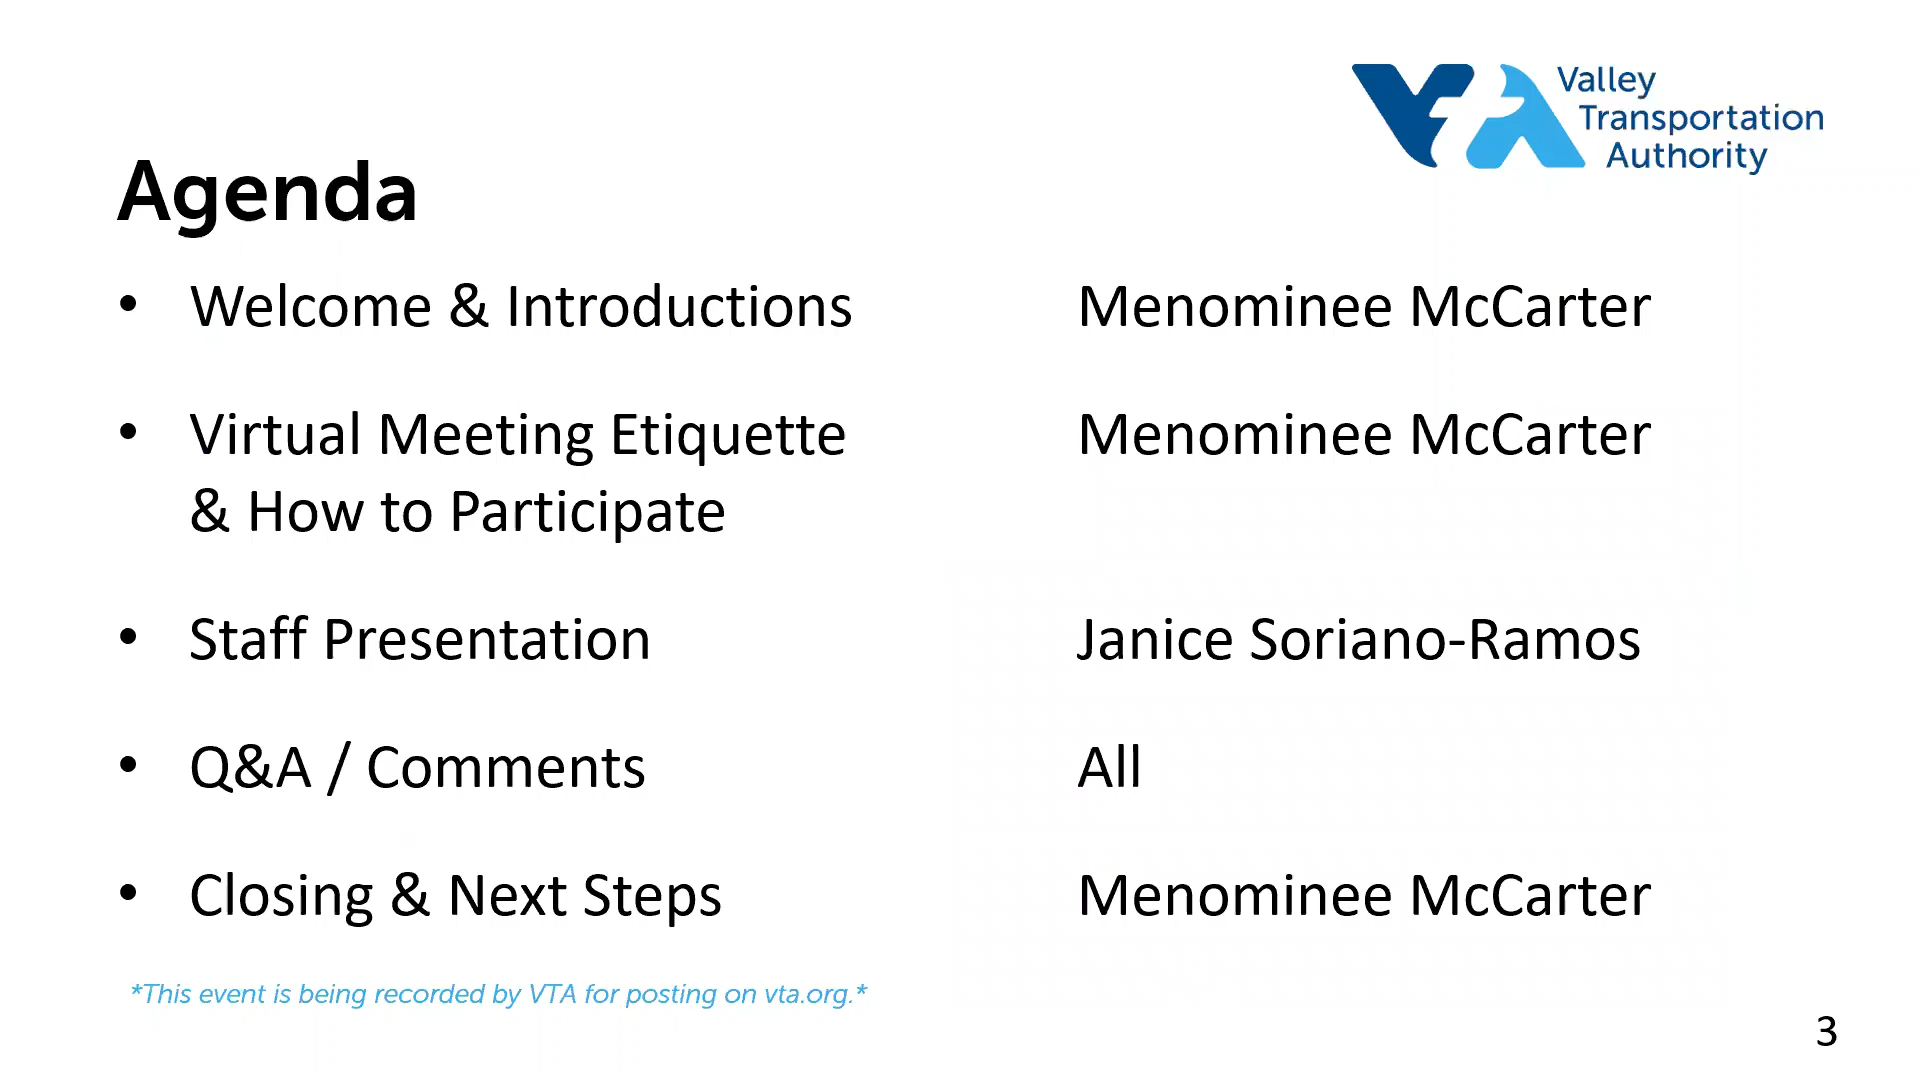 Valley
Transportation
Authority
Agenda
• Welcome & Introductions Menominee McCarter
• Virtual Meeting Etiquette Menominee McCarter
& How to Participate
• Staff Presentation Janice Soriano-Ramos
• Q&A / Comments All
• Closing & Next Steps Menominee McCarter
*This event is being recorded by VTA for posting on vta.org.*
3